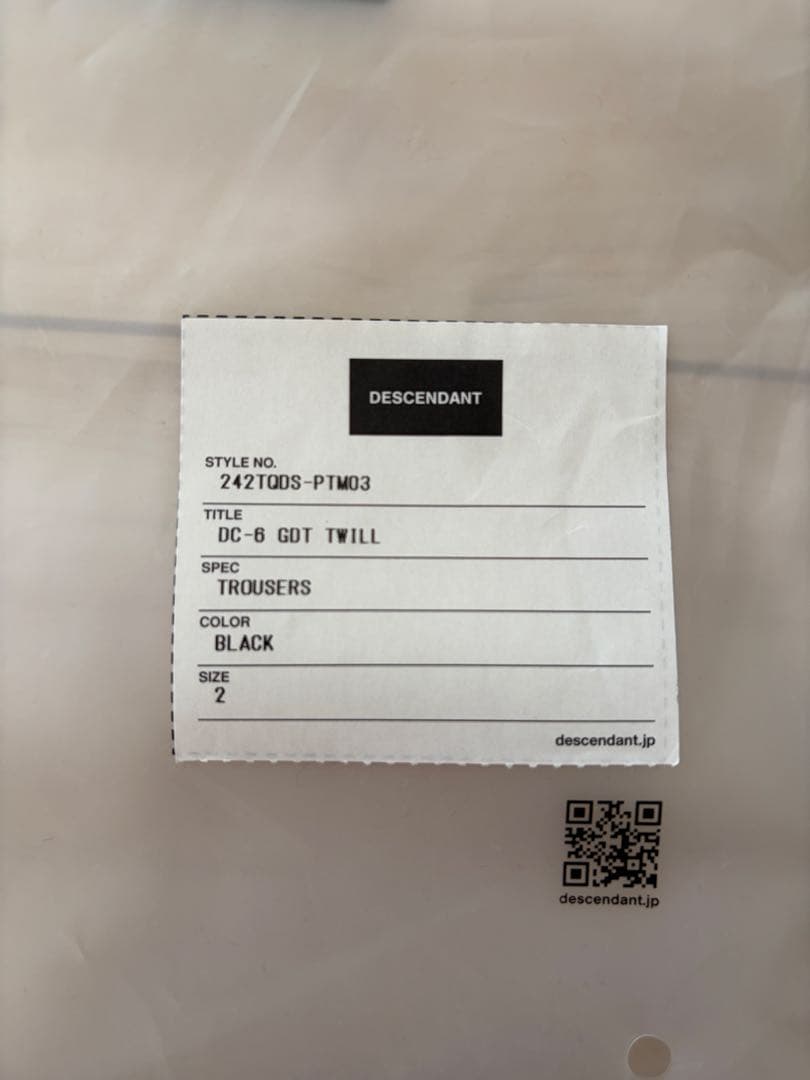 DESCENDANT
STYLE NO.
242TQDS-PTM03
TITLE
DC-6 GDT TWILL
SPEC
TROUSERS
COLOR
BLACK
SIZE
2
descendant.jp
descendant.jp